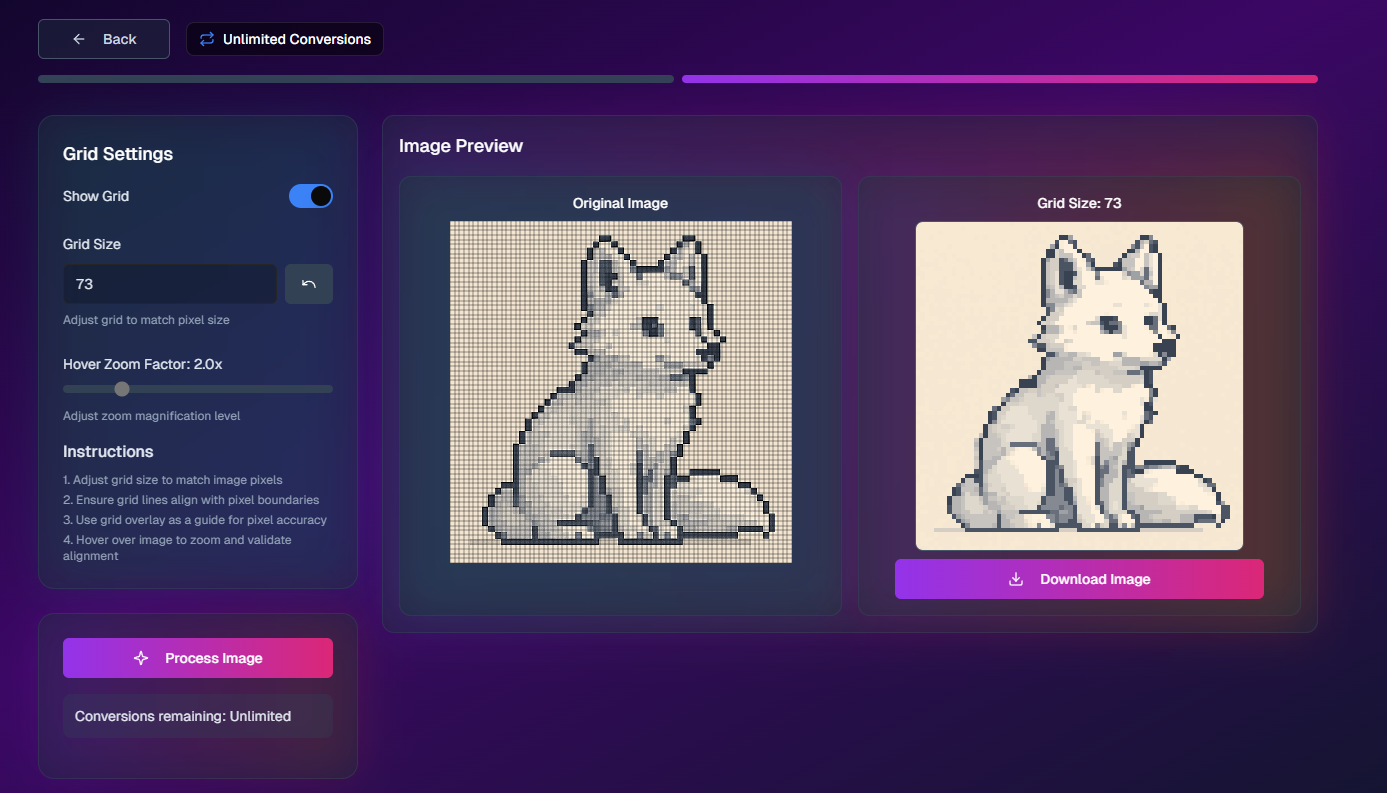 Back
Unlimited Conversions
Grid Settings
Show Grid
Grid Size
73
Adjust grid to match pixel size
Hover Zoom Factor: 2.0x
Adjust zoom magnification level
Instructions
1. Adjust grid size to match image pixels
2. Ensure grid lines align with pixel boundaries
3. Use grid overlay as a guide for pixel accuracy
4. Hover over image to zoom and validate
alignment
Process Image
Conversions remaining: Unlimited
Image Preview
Original Image
Grid Size: 73
Download Image